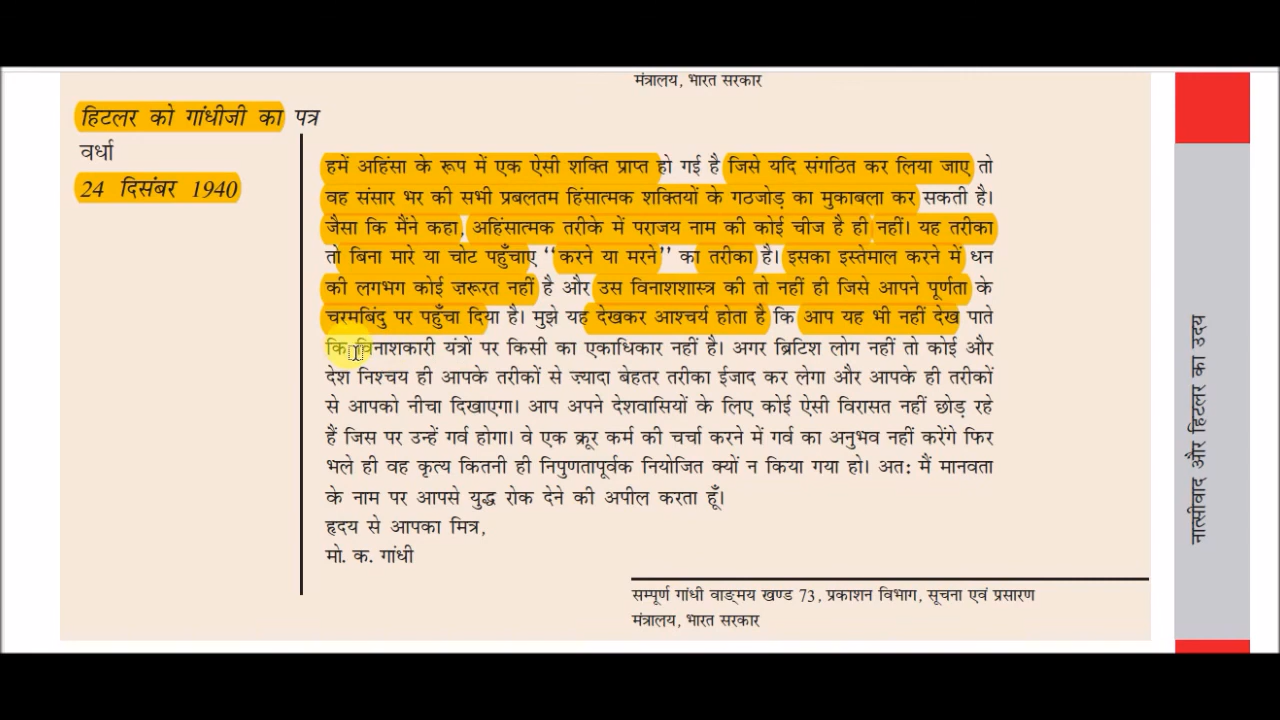 मंत्रालय, भारत सरकार
हिटलर को गांधीजी का पत्र
वर्धा
24 दिसंबर 1940
हमें अहिंसा के रूप में एक ऐसी शक्ति प्राप्त हो गई है जिसे यदि संगठित कर लिया जाए तो
वह संसार भर की सभी प्रबलतम हिंसात्मक शक्तियों के गठजोड़ का मुकाबला कर सकती है।
जैसा कि मैंने कहा, अहिंसात्मक तरीके में पराजय नाम की कोई चीज है ही नहीं। यह तरीका
तो बिना मारे या चोट पहुँचाए ‘‘करने या मरने’’ का तरीका है। इसका इस्तेमाल करने में धन
की लगभग कोई ज़रूरत नहीं है और उस विनाशशास्त्र की तो नहीं ही जिसे आपने पूर्णता के
चरमबिंदु पर पहुँचा दिया है। मुझे यह देखकर आश्चर्य होता है कि आप यह भी नहीं देख पाते
कि विनाशकारी यंत्रों पर किसी का एकाधिकार नहीं है। अगर ब्रिटिश लोग नहीं तो कोई और
देश निश्चय ही आपके तरीकों से ज्यादा बेहतर तरीका ईजाद कर लेगा और आपके ही तरीकों
से आपको नीचा दिखाएगा। आप अपने देशवासियों के लिए कोई ऐसी विरासत नहीं छोड़ रहे
हैं जिस पर उन्हें गर्व होगा। वे एक क्रूर कर्म की चर्चा करने में गर्व का अनुभव नहीं करेंगे फिर
भले ही वह कृत्य कितनी ही निपुणतापूर्वक नियोजित क्यों न किया गया हो। अत: मैं मानवता
के नाम पर आपसे युद्ध रोक देने की अपील करता हूँ।
हृदय से आपका मित्र,
मो. क. गांधी
सम्पूर्ण गांधी वाङ्मय खण्ड 73, प्रकाशन विभाग, सूचना एवं प्रसारण
मंत्रालय, भारत सरकार
नात्सीवाद और हिटलर का उदय